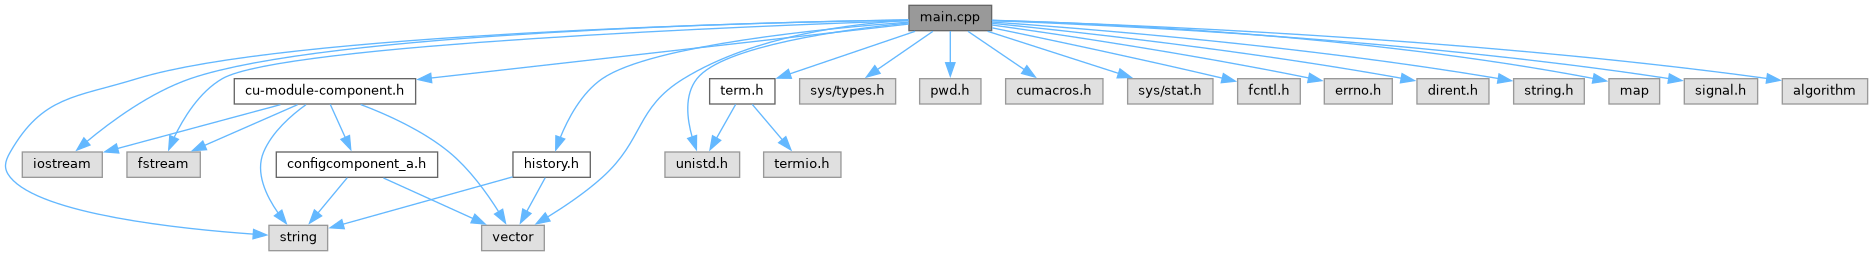 main.cpp
cu-module-component.h
term.h
sys/types.h
pwd.h
cumacros.h
sys/stat.h
fcntl.h
errno.h
dirent.h
string.h
map
signal.h
algorithm
iostream
fstream
configcomponent_a.h
history.h
unistd.h
termio.h
string
vector